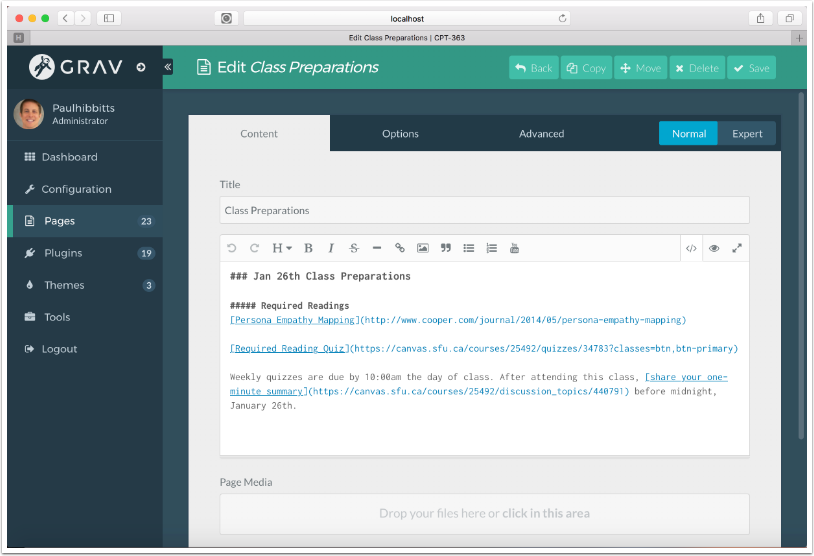 localhost
Edit Class Preparations | CPT-363
GRAV
Edit Class Preparations
Back
Copy
Move
Delete
Save
Paulhibbitts
Administrator
Dashboard
Configuration
Pages 23
Plugins 19
Themes 3
Tools
Logout
Content
Options
Advanced
Normal
Expert
Title
Class Preparations
H B I S
### Jan 26th Class Preparations
##### Required Readings
[Persona Empathy Mapping](http://www.cooper.com/journal/2014/05/persona-empathy-mapping)
[Required Reading Quiz](https://canvas.sfu.ca/courses/25492/quizzes/34783?classes=btn,btn-primary)
Weekly quizzes are due by 10:00am the day of class. After attending this class, [share your one-
minute summary](https://canvas.sfu.ca/courses/25492/discussion_topics/440791) before midnight,
January 26th.
Page Media
Drop your files here or click in this area